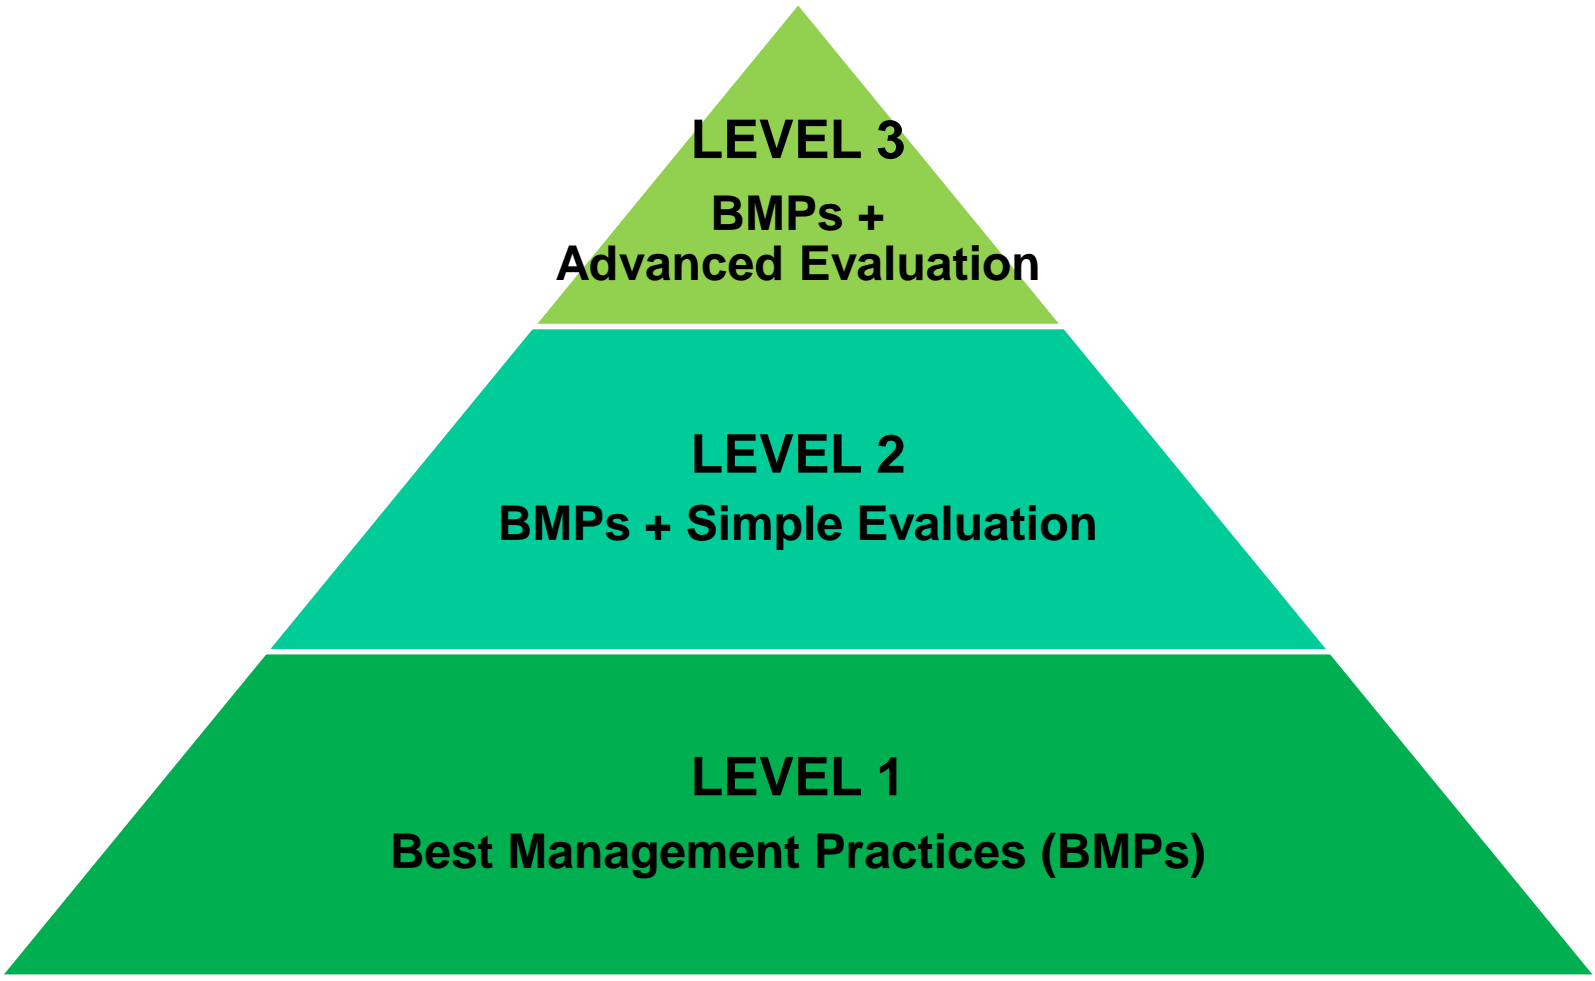 LEVEL 3
BMPs +
Advanced Evaluation
LEVEL 2
BMPs + Simple Evaluation
LEVEL 1
Best Management Practices (BMPs)